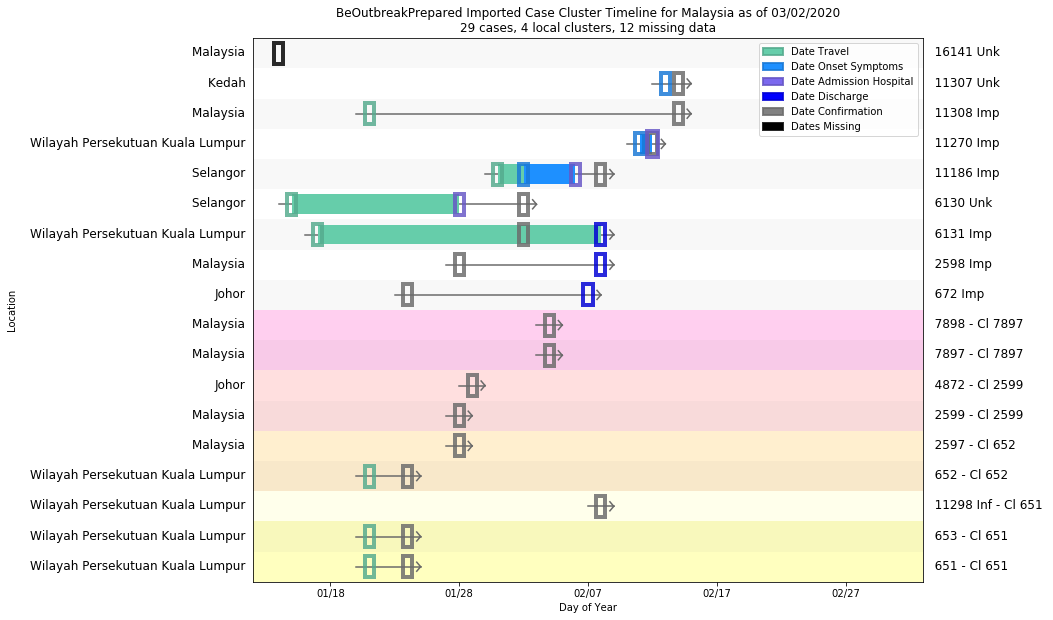 BeOutbreakPrepared Imported Case Cluster Timeline for Malaysia as of 03/02/2020
29 cases, 4 local clusters, 12 missing data
Date Travel
Date Onset Symptoms
Date Admission Hospital
Date Discharge
Date Confirmation
Dates Missing
Location
Malaysia 16141 Unk
Kedah 11307 Unk
Malaysia 11308 Imp
Wilayah Persekutuan Kuala Lumpur 11270 Imp
Selangor 11186 Imp
Selangor 6130 Unk
Wilayah Persekutuan Kuala Lumpur 6131 Imp
Malaysia 2598 Imp
Johor 672 Imp
Malaysia 7898 - Cl 7897
Malaysia 7897 - Cl 7897
Johor 4872 - Cl 2599
Malaysia 2599 - Cl 2599
Malaysia 2597 - Cl 652
Wilayah Persekutuan Kuala Lumpur 652 - Cl 652
Wilayah Persekutuan Kuala Lumpur 11298 Inf - Cl 651
Wilayah Persekutuan Kuala Lumpur 653 - Cl 651
Wilayah Persekutuan Kuala Lumpur 651 - Cl 651
01/18 01/28 02/07 02/17 02/27
Day of Year